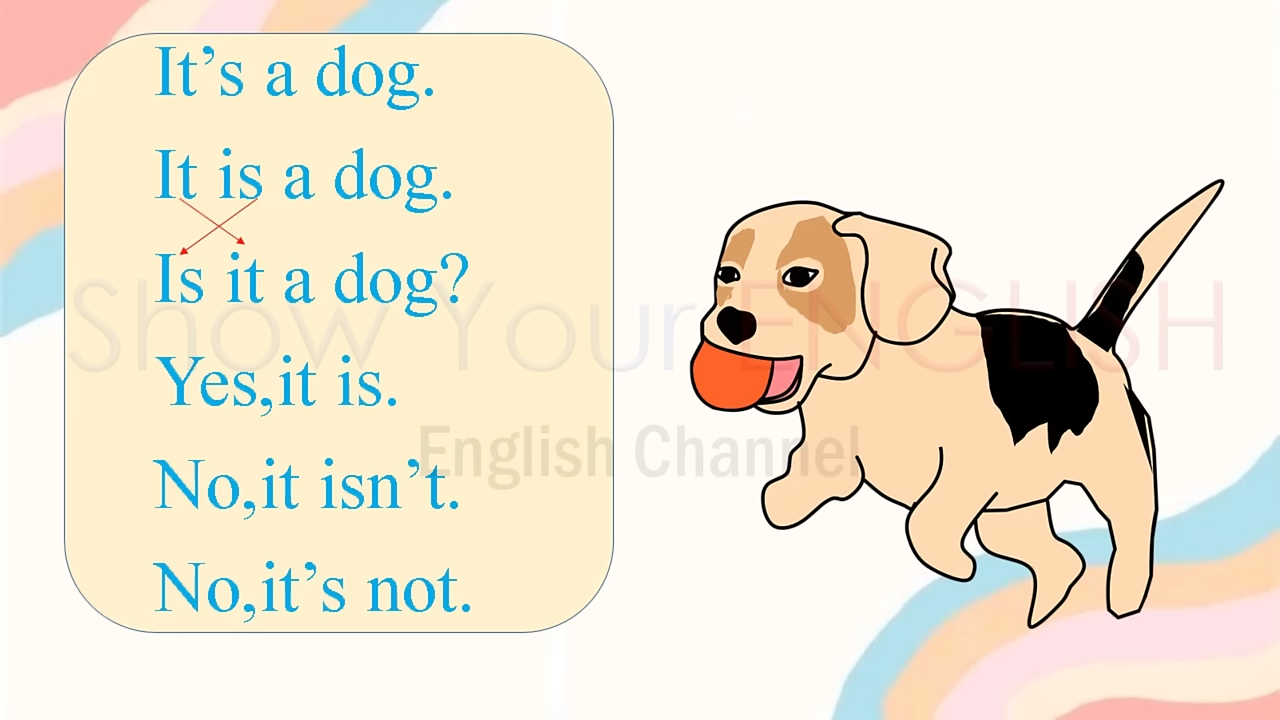 It’s a dog.
It is a dog.
Is it a dog?
Yes,it is.
No,it isn’t.
No,it’s not.
Show Your ENGLISH
English Channel